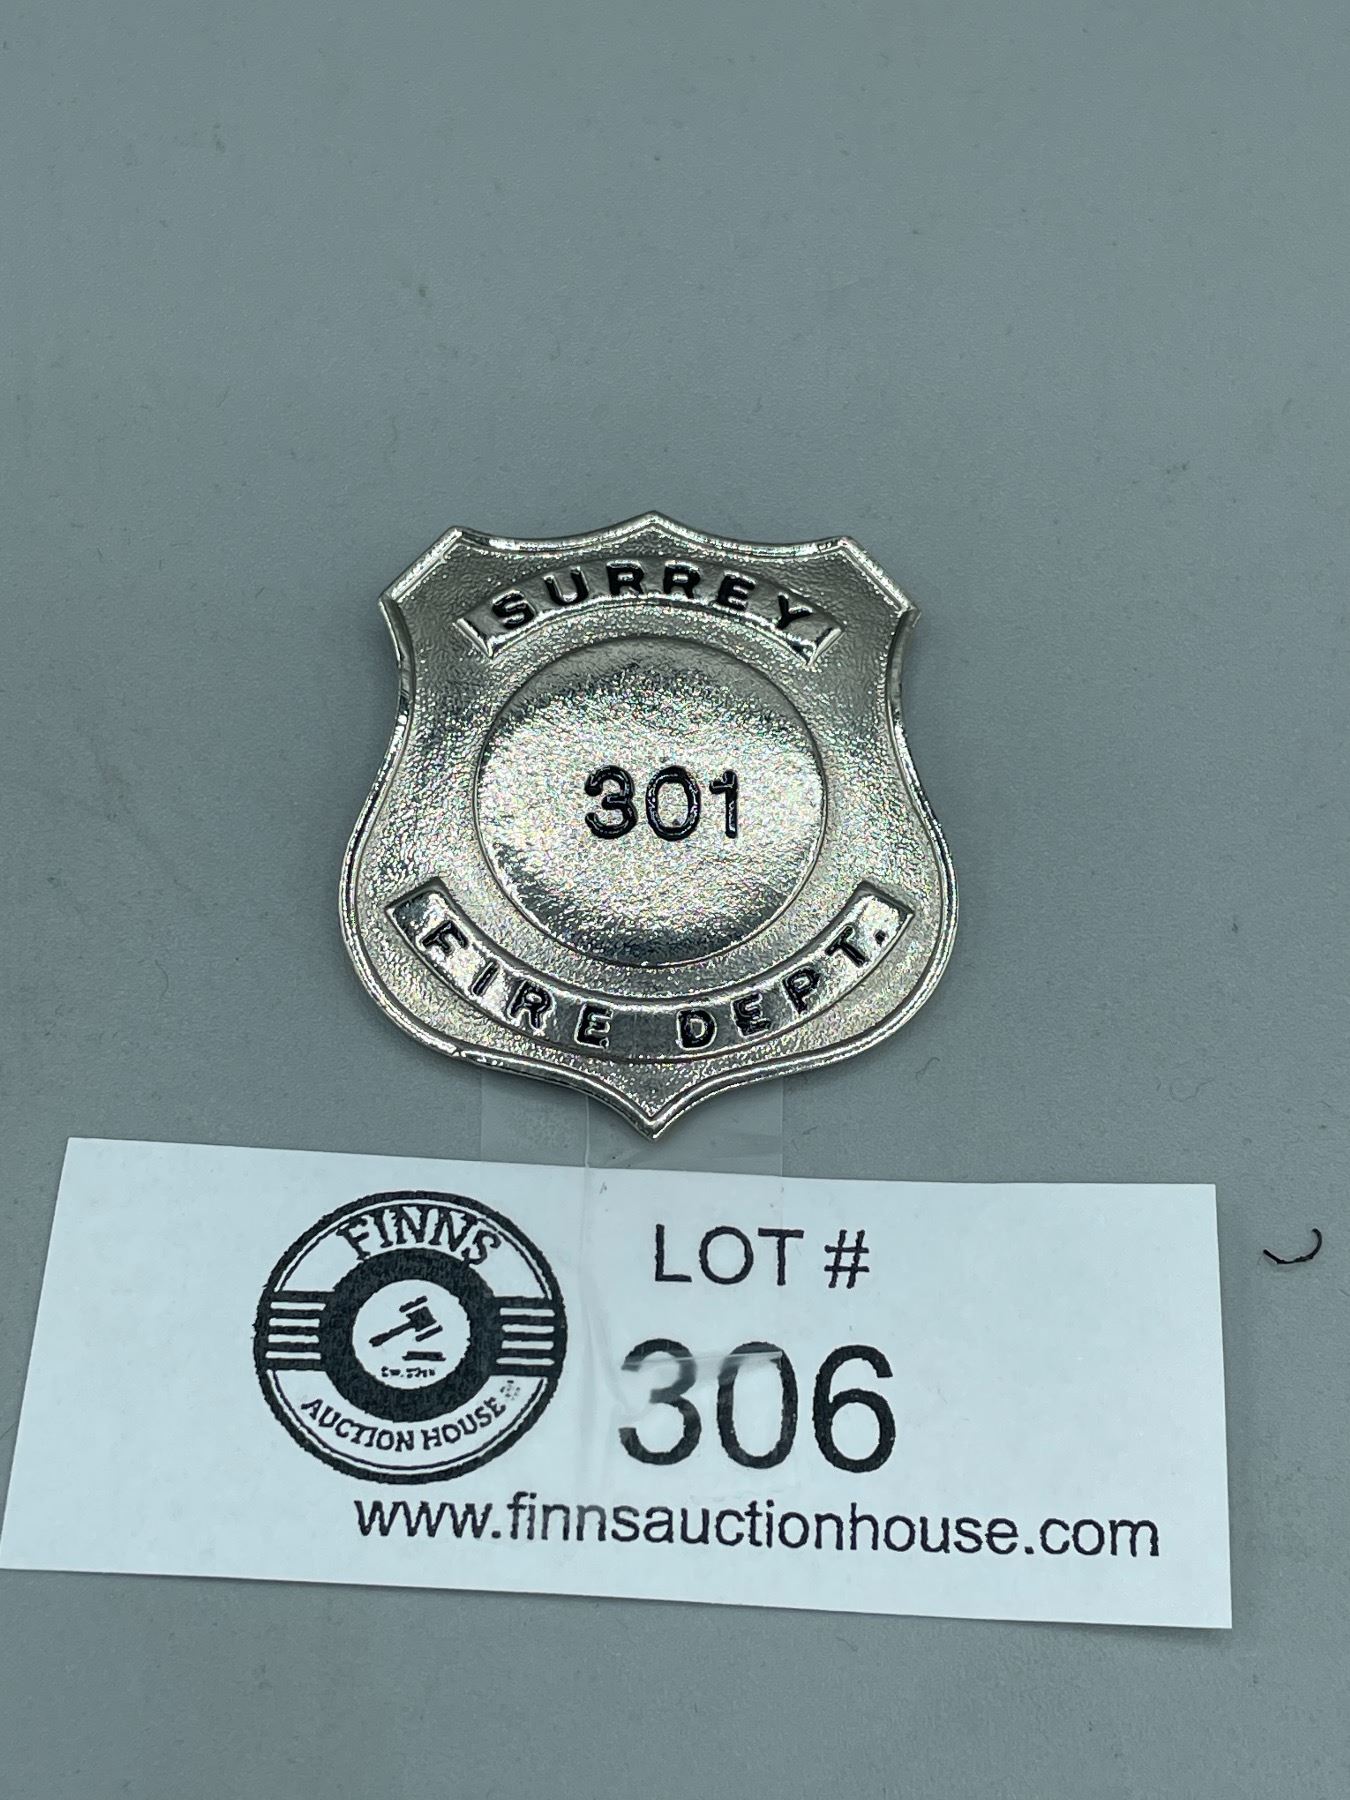 SURREY
301
FIRE DEPT.
FINNS
AUCTION HOUSE
LOT #
306
www.finnsauctionhouse.com